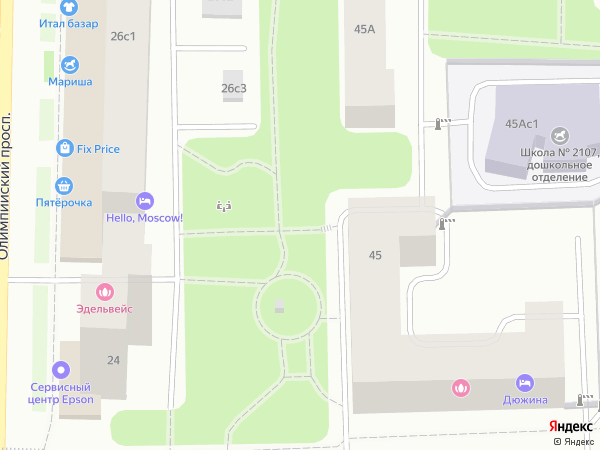 Итал базар
26с1
45А
Мариша
26с3
Олимпийский просп.
45Ас1
Fix Price
Школа № 2107,
дошкольное
отделение
Пятёрочка
Hello, Moscow!
45
Эдельвейс
24
Сервисный
центр Epson
Дюжина
Яндекс
© Яндекс